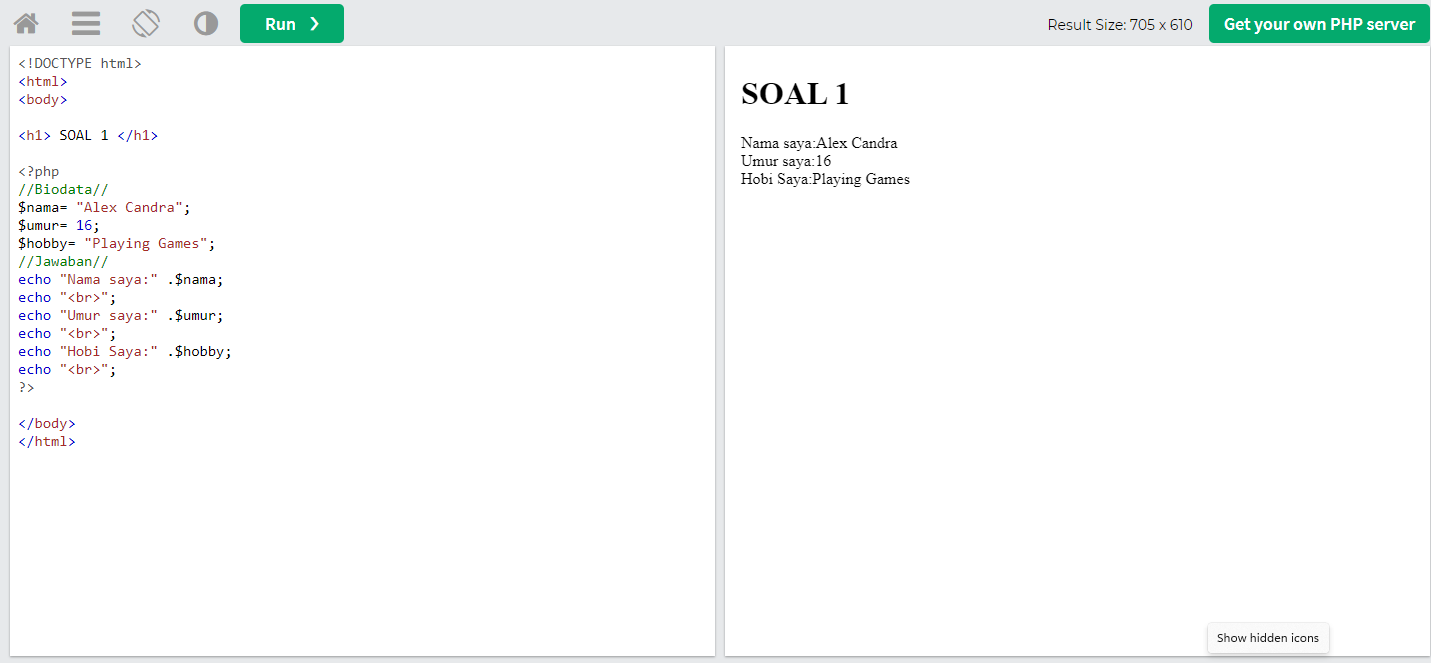 Run ❯
Result Size: 705 x 610
Get your own PHP server
<!DOCTYPE html>
<html>
<body>
<h1> SOAL 1 </h1>
<?php
//Biodata//
$nama= "Alex Candra";
$umur= 16;
$hobby= "Playing Games";
//Jawaban//
echo "Nama saya:" .$nama;
echo "<br>";
echo "Umur saya:" .$umur;
echo "<br>";
echo "Hobi Saya:" .$hobby;
echo "<br>";
?>
</body>
</html>
SOAL 1
Nama saya:Alex Candra
Umur saya:16
Hobi Saya:Playing Games
Show hidden icons